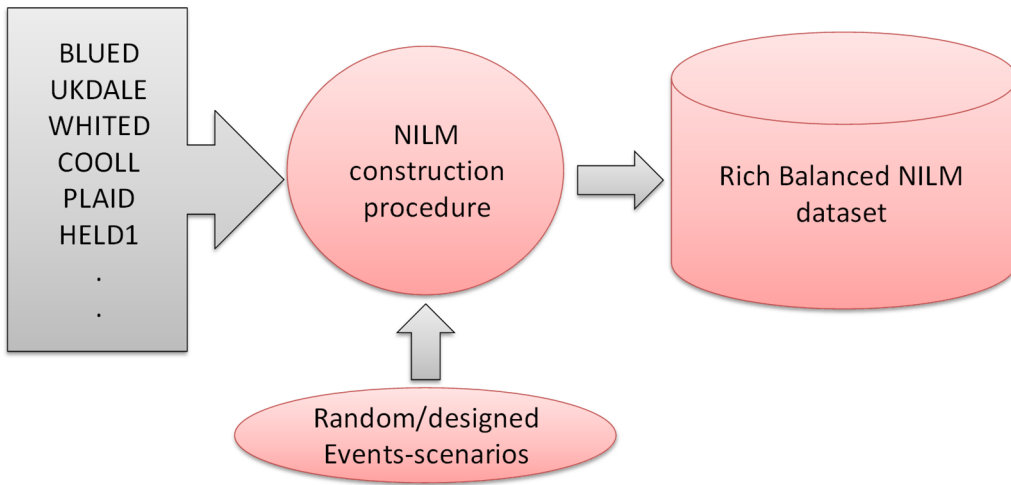 BLUED
UKDALE
WHITED
COOLL
PLAID
HELD1
.
.
NILM
construction
procedure
Rich Balanced NILM
dataset
Random/designed
Events-scenarios